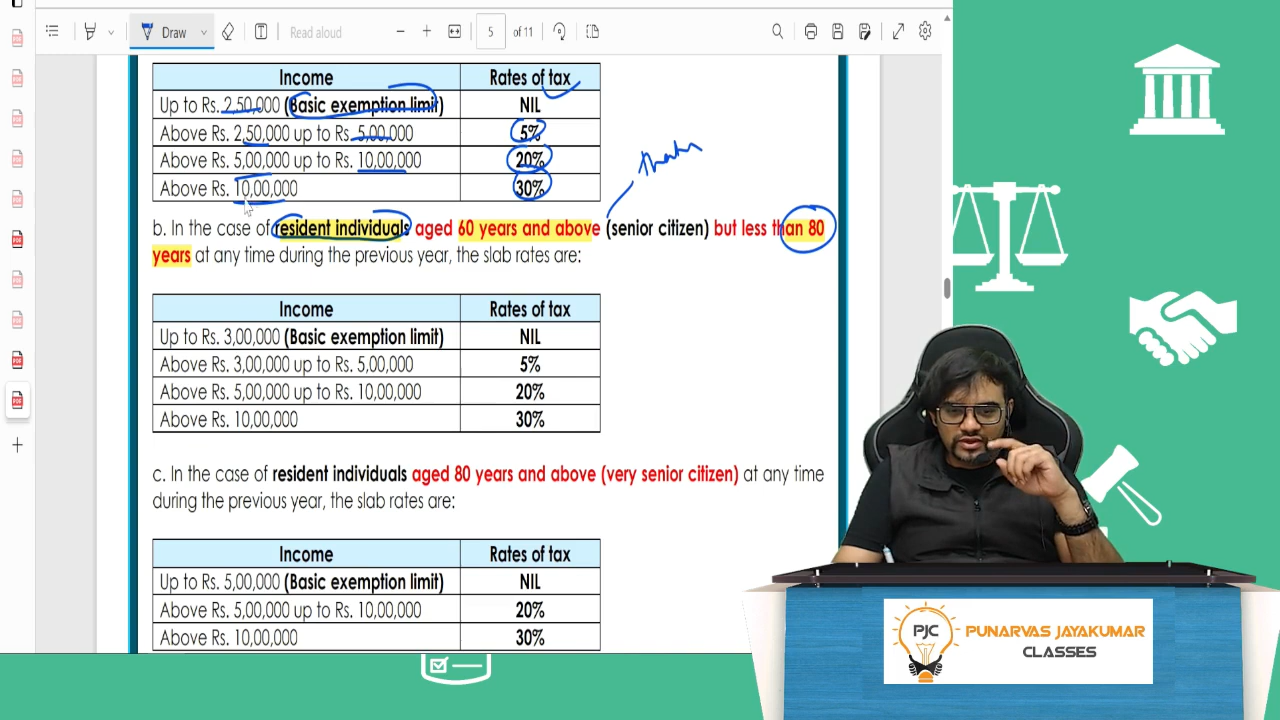 Draw
Read aloud
5 of 11
Income Rates of tax
Up to Rs. 2,50,000 (Basic exemption limit) NIL
Above Rs. 2,50,000 up to Rs. 5,00,000 5%
Above Rs. 5,00,000 up to Rs. 10,00,000 20%
Above Rs. 10,00,000 30%
b. In the case of resident individuals aged 60 years and above (senior citizen) but less than 80
years at any time during the previous year, the slab rates are:
Income Rates of tax
Up to Rs. 3,00,000 (Basic exemption limit) NIL
Above Rs. 3,00,000 up to Rs. 5,00,000 5%
Above Rs. 5,00,000 up to Rs. 10,00,000 20%
Above Rs. 10,00,000 30%
c. In the case of resident individuals aged 80 years and above (very senior citizen) at any time
during the previous year, the slab rates are:
Income Rates of tax
Up to Rs. 5,00,000 (Basic exemption limit) NIL
Above Rs. 5,00,000 up to Rs. 10,00,000 20%
Above Rs. 10,00,000 30%
PJC PUNARVAS JAYAKUMAR
CLASSES